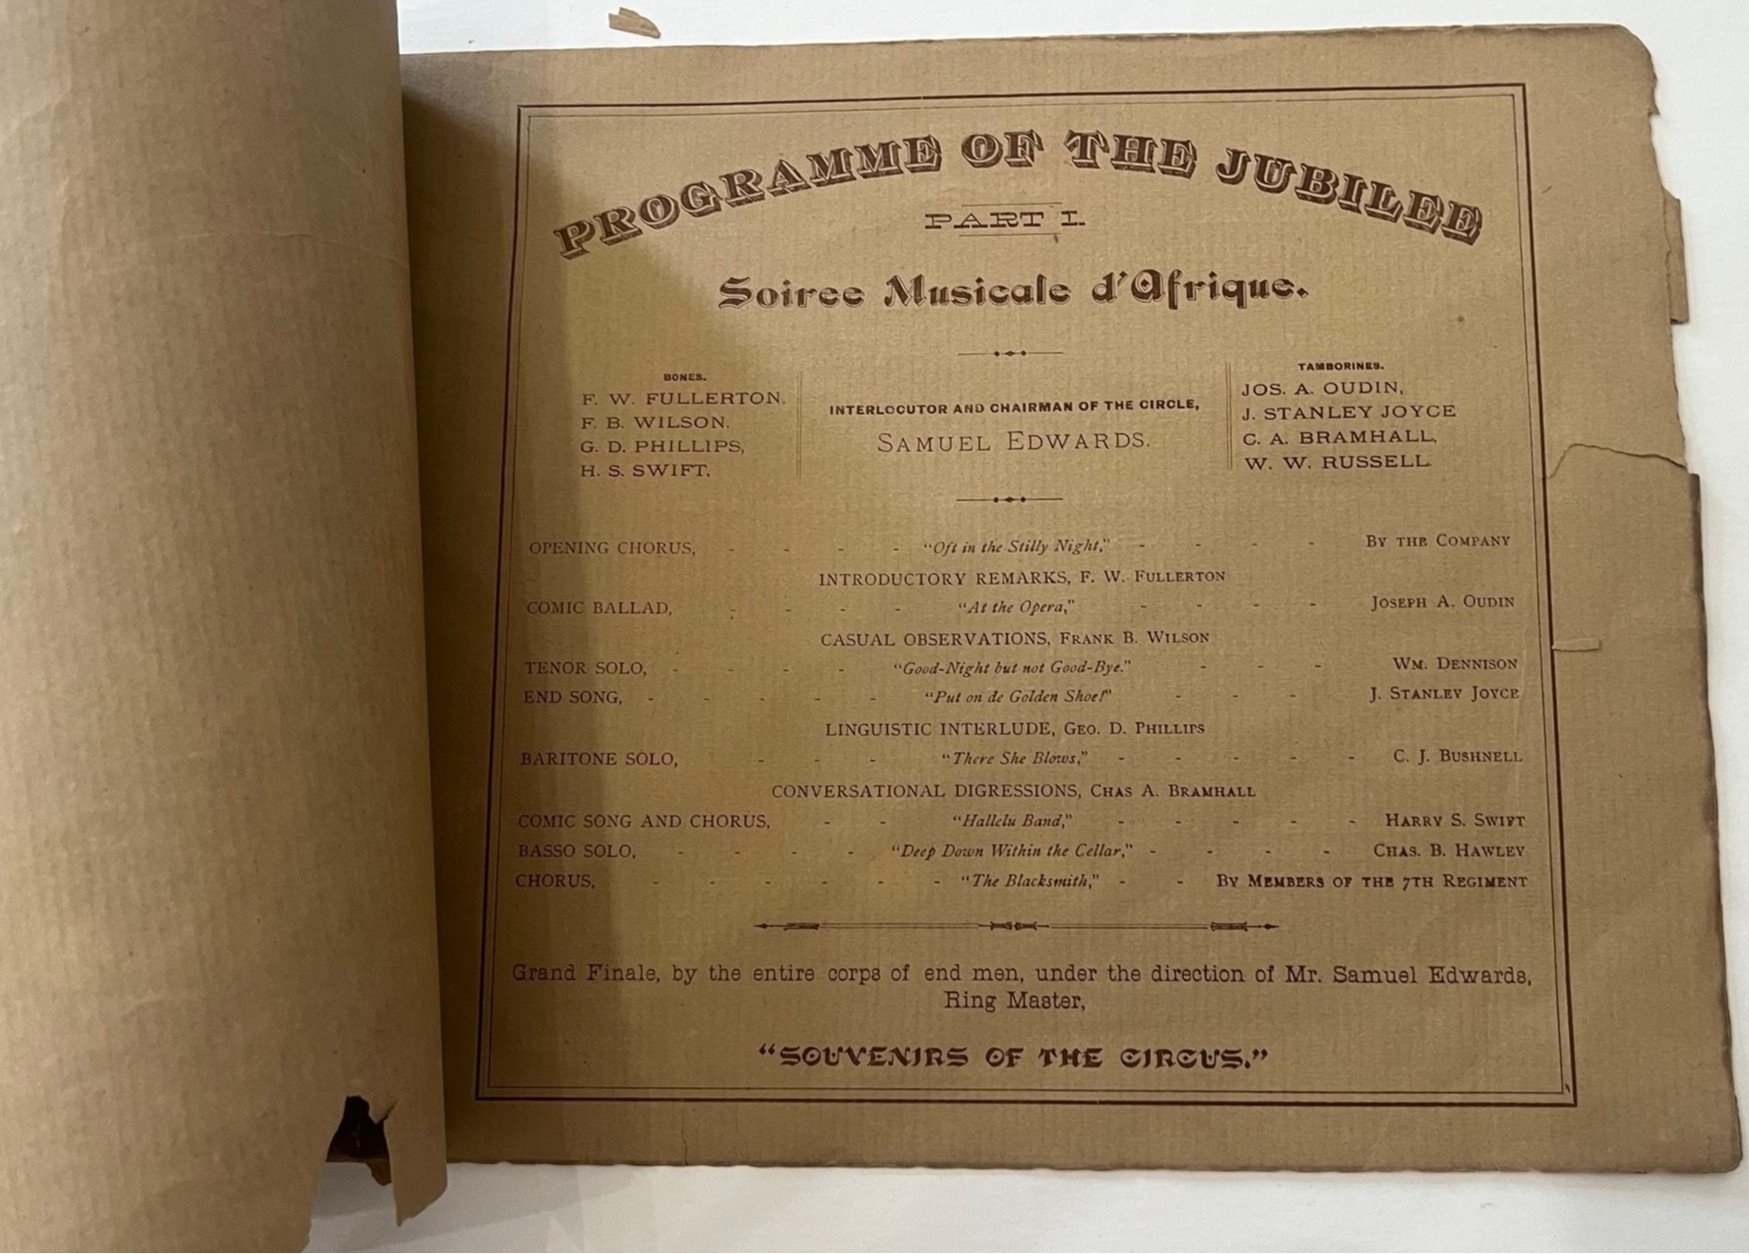 PROGRAMME OF THE JUBILEE
PART I.
Soiree Musicale d'Afrique.
BONES.
F. W. FULLERTON,
F. B. WILSON.
G. D. PHILLIPS,
H. S. SWIFT,
INTERLOCUTOR AND CHAIRMAN OF THE CIRCLE,
SAMUEL EDWARDS.
TAMBORINES.
JOS. A. OUDIN,
J. STANLEY JOYCE
C. A. BRAMHALL,
W. W. RUSSELL.
OPENING CHORUS, - - - - "Oft in the Stilly Night," - - - - BY THE COMPANY
INTRODUCTORY REMARKS, F. W. FULLERTON
COMIC BALLAD, - - - - "At the Opera," - - - - JOSEPH A. OUDIN
CASUAL OBSERVATIONS, FRANK B. WILSON
TENOR SOLO, - - - - "Good-Night but not Good-Bye." - - - WM. DENNISON
END SONG, - - - - - "Put on de Golden Shoe!" - - - J. STANLEY JOYCE
LINGUISTIC INTERLUDE, GEO. D. PHILLIPS
BARITONE SOLO, - - - "There She Blows," - - - - - C. J. BUSHNELL
CONVERSATIONAL DIGRESSIONS, CHAS A. BRAMHALL
COMIC SONG AND CHORUS, - - "Hallelu Band," - - - - - HARRY S. SWIFT
BASSO SOLO, - - - - "Deep Down Within the Cellar," - - - - CHAS. B. HAWLEY
CHORUS, - - - - - - "The Blacksmith," - - BY MEMBERS OF THE 7TH REGIMENT
Grand Finale, by the entire corps of end men, under the direction of Mr. Samuel Edwards,
Ring Master,
"SOUVENIRS OF THE CIRCUS."